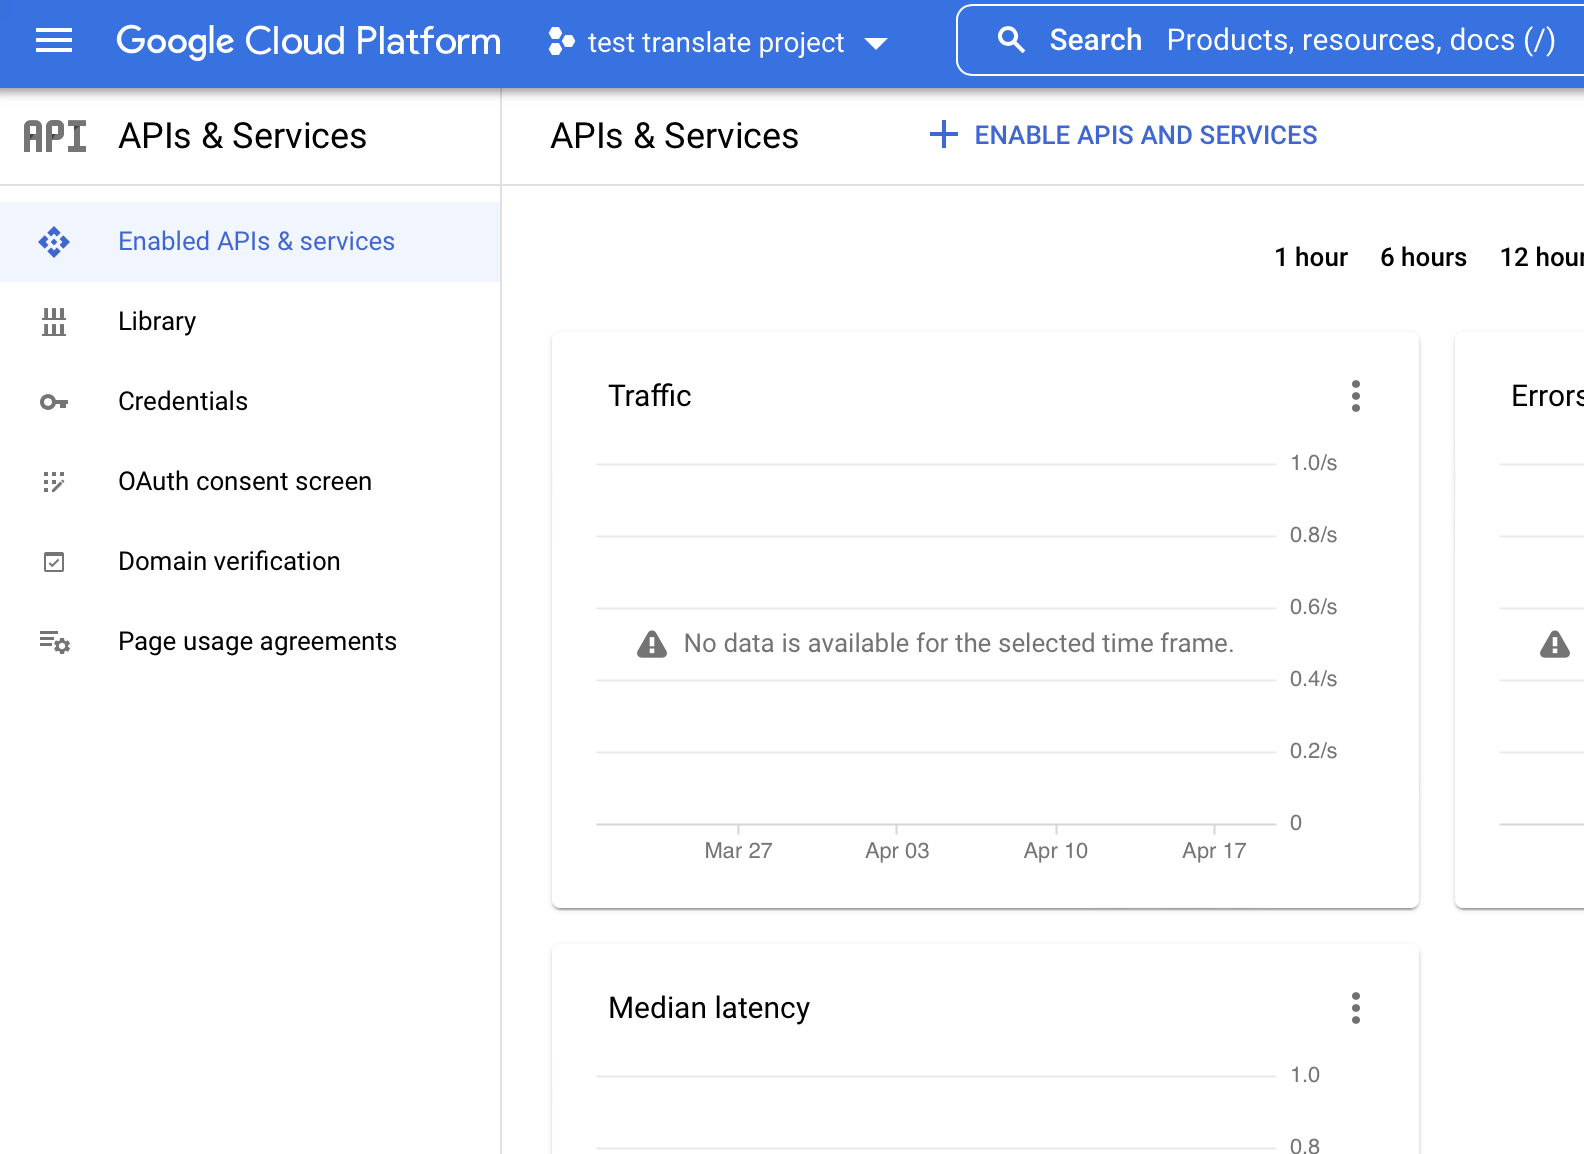 Google Cloud Platform
test translate project
Search Products, resources, docs (/)
API APIs & Services
APIs & Services
ENABLE APIS AND SERVICES
Enabled APIs & services
Library
Credentials
OAuth consent screen
Domain verification
Page usage agreements
1 hour 6 hours 12 hour
Traffic
1.0/s
0.8/s
0.6/s
No data is available for the selected time frame.
0.4/s
0.2/s
0
Mar 27 Apr 03 Apr 10 Apr 17
Errors
Median latency
1.0
0.8